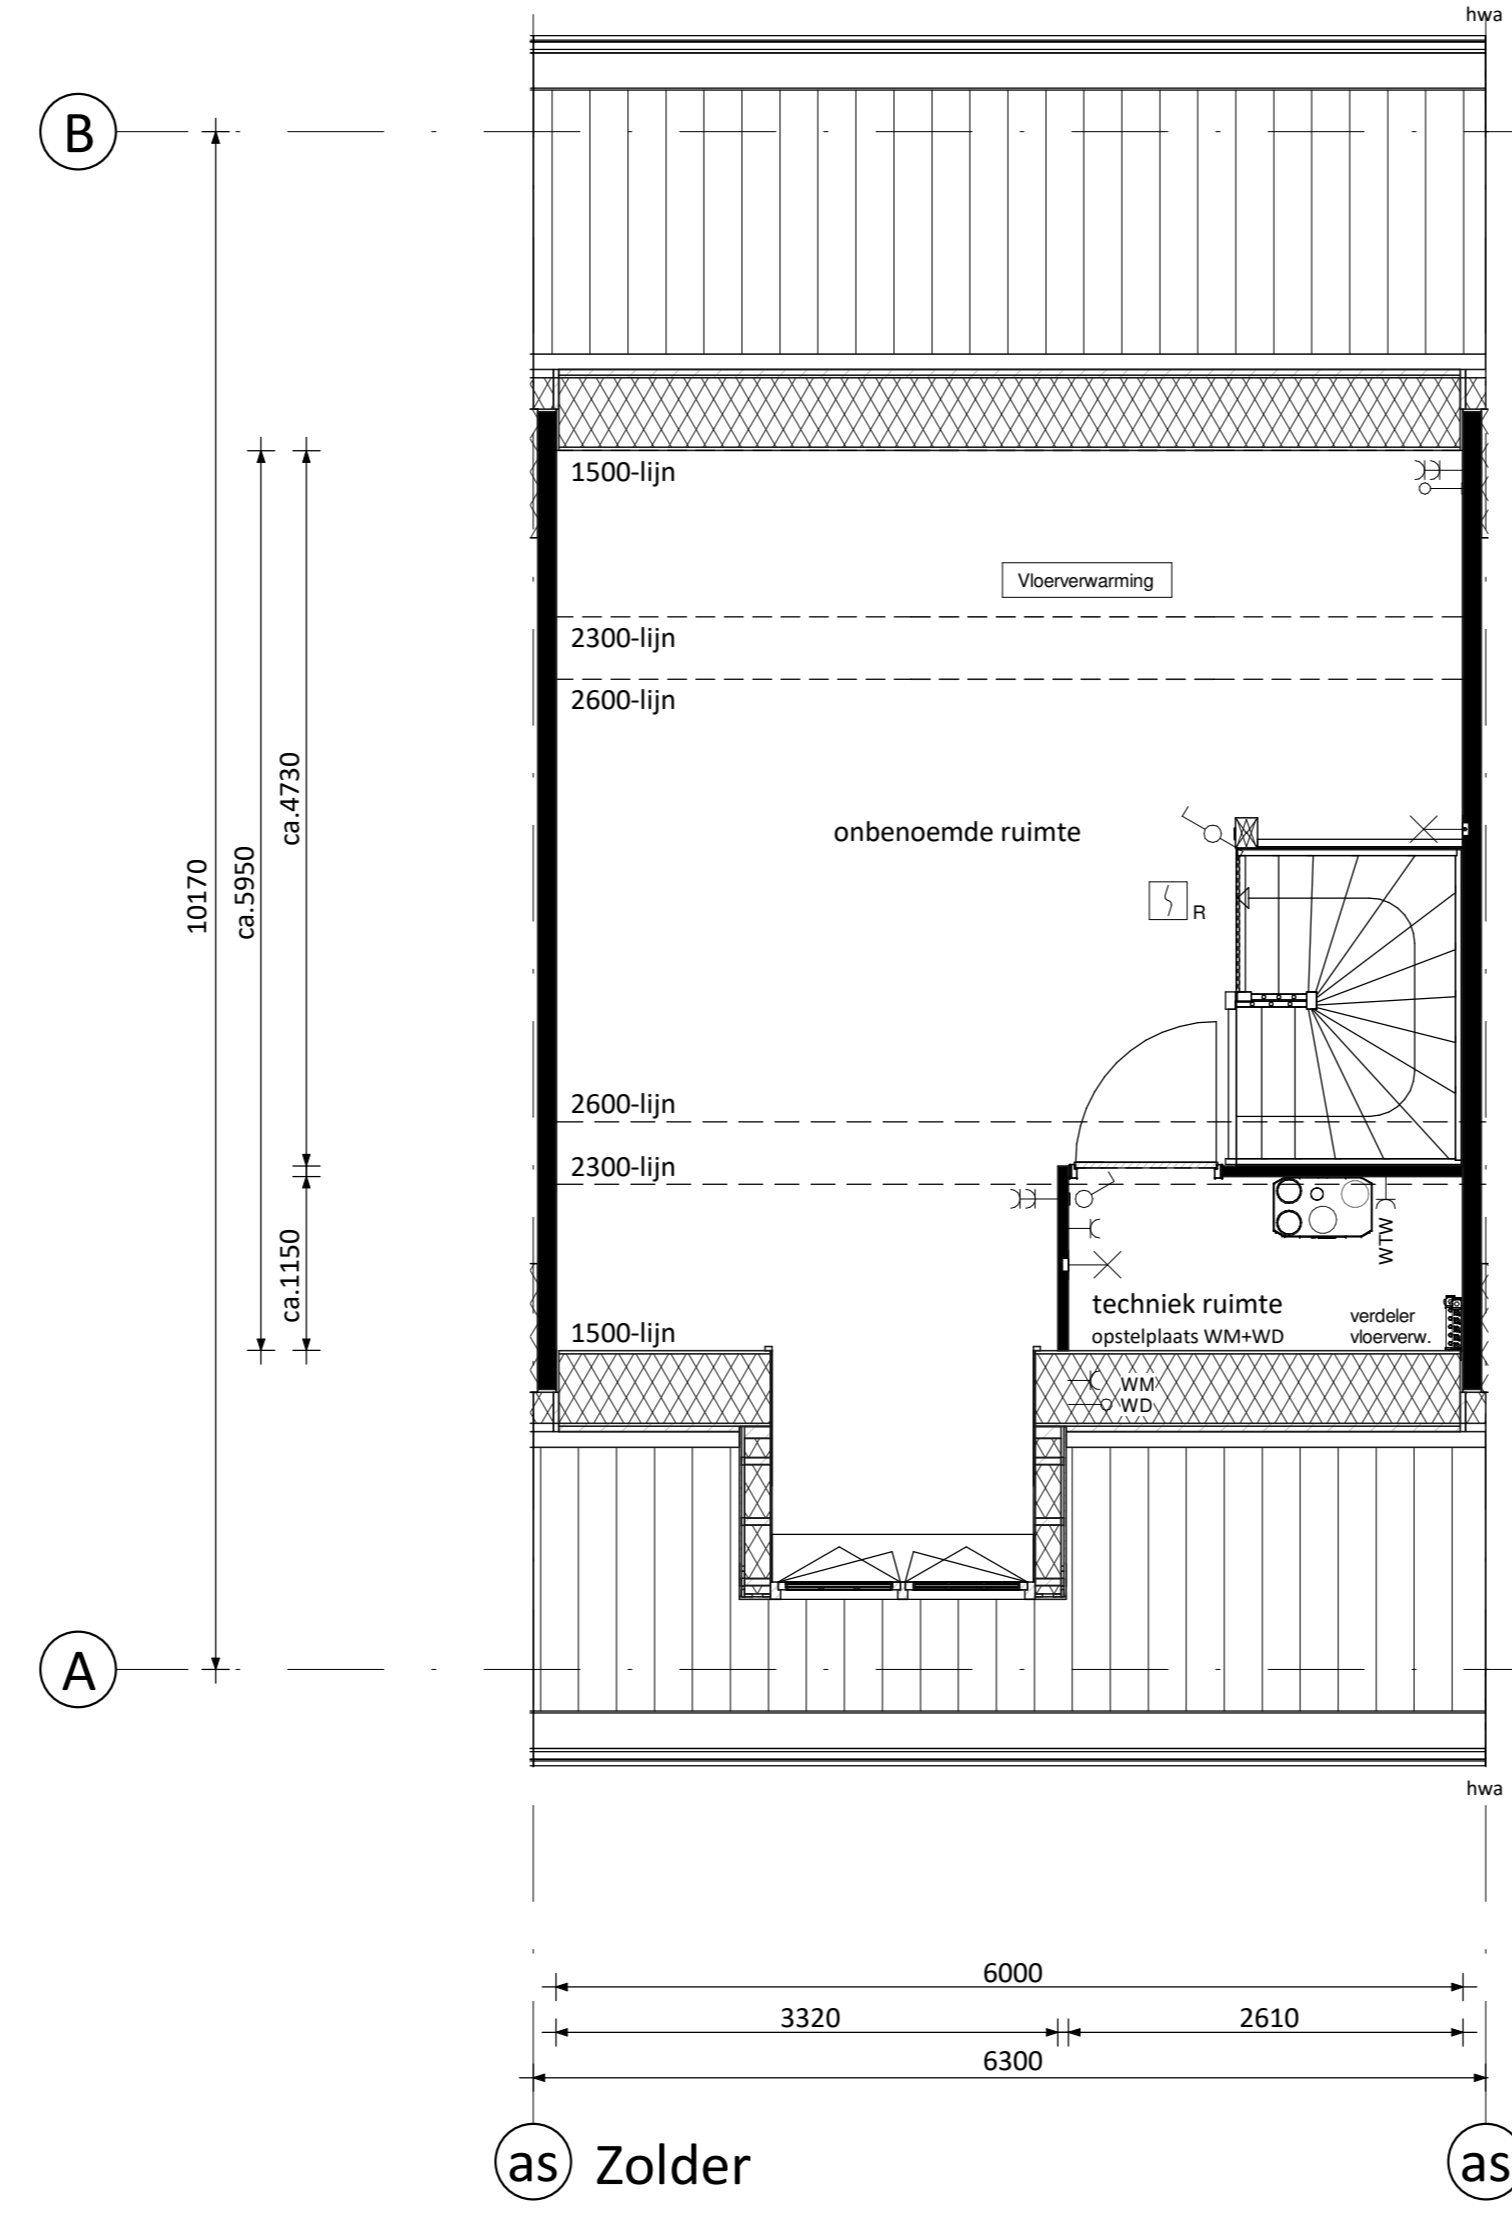 hwa
B
1500-lijn
Vloerverwarming
2300-lijn
2600-lijn
ca.4730
ca.5950
10170
onbenoemde ruimte
R
2600-lijn
2300-lijn
ca.1150
WTW
techniek ruimte
opstelplaats WM+WD
verdeler
vloerverw.
1500-lijn
WM
WD
A
hwa
6000
3320
2610
6300
as
Zolder
as